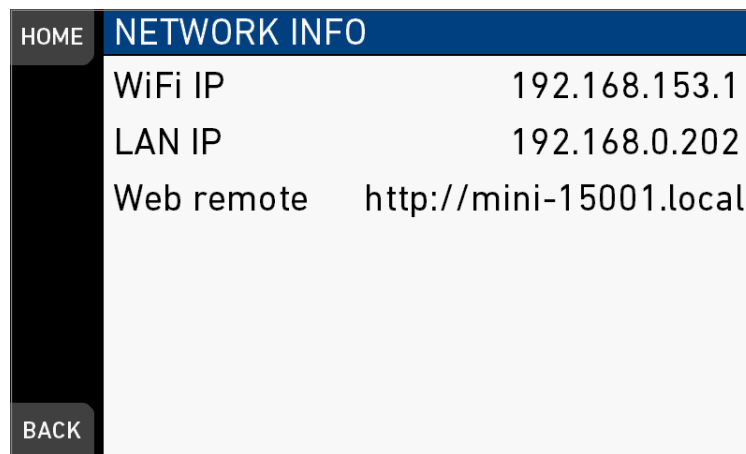 HOME NETWORK INFO
WiFi IP 192.168.153.1
LAN IP 192.168.0.202
Web remote http://mini-15001.local
BACK